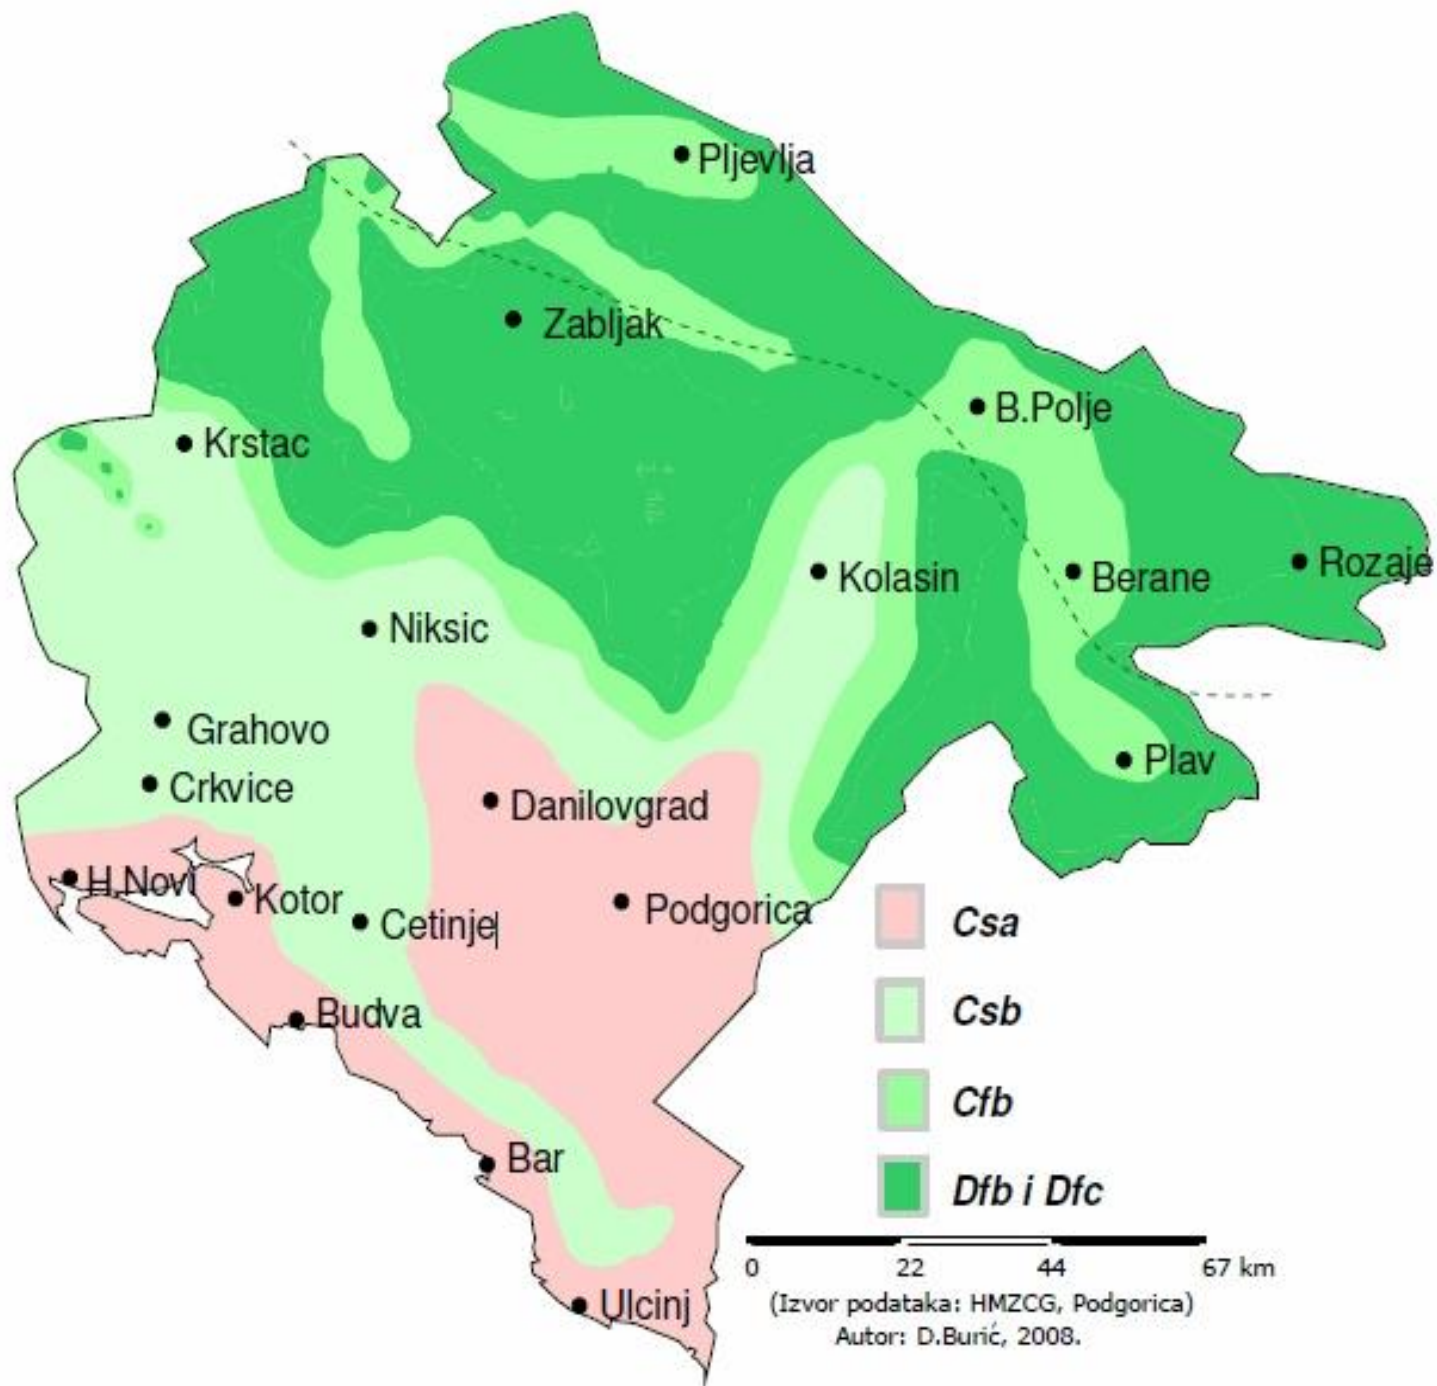 Pljevlja
Zabljak
B.Polje
Krstac
Kolasin
Berane
Rozaje
Niksic
Grahovo
Plav
Crkvice
Danilovgrad
H.Novi
Kotor
Cetinje
Podgorica
Budva
Bar
Ulcinj
Csa
Csb
Cfb
Dfb i Dfc
0 22 44 67 km
(Izvor podataka: HMZCG, Podgorica)
Autor: D.Burić, 2008.